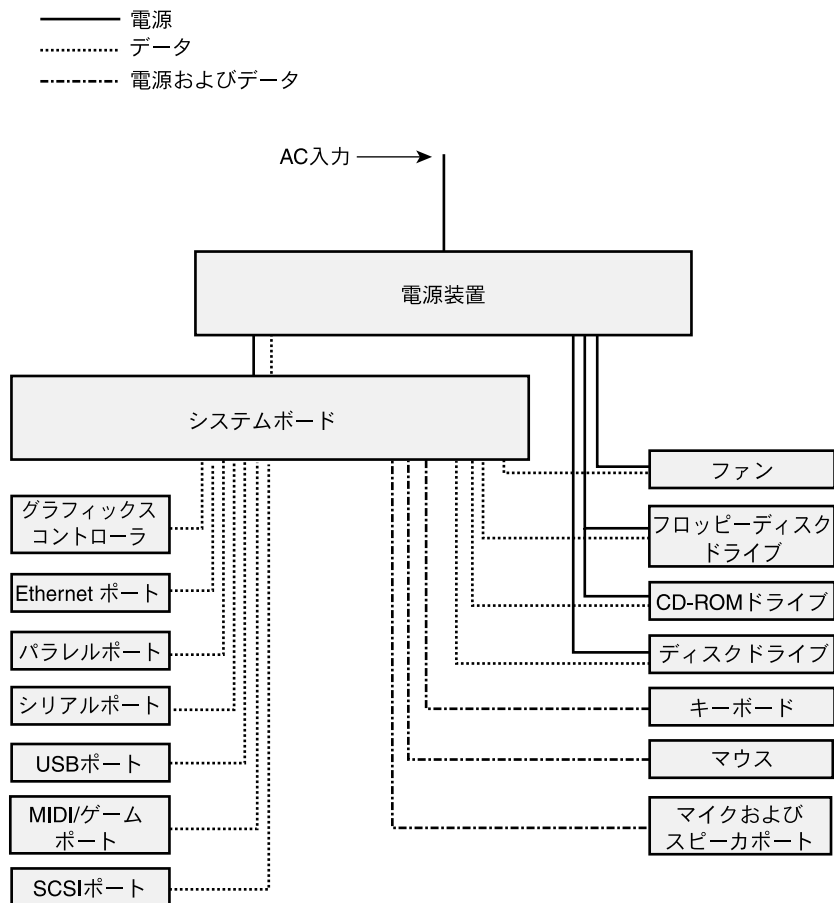 電源
データ
電源およびデータ
AC入力
電源装置
システムボード
グラフィックス
コントローラ
Ethernet ポート
パラレルポート
シリアルポート
USBポート
MIDI/ゲーム
ポート
SCSIポート
ファン
フロッピーディスク
ドライブ
CD-ROMドライブ
ディスクドライブ
キーボード
マウス
マイクおよび
スピーカポート